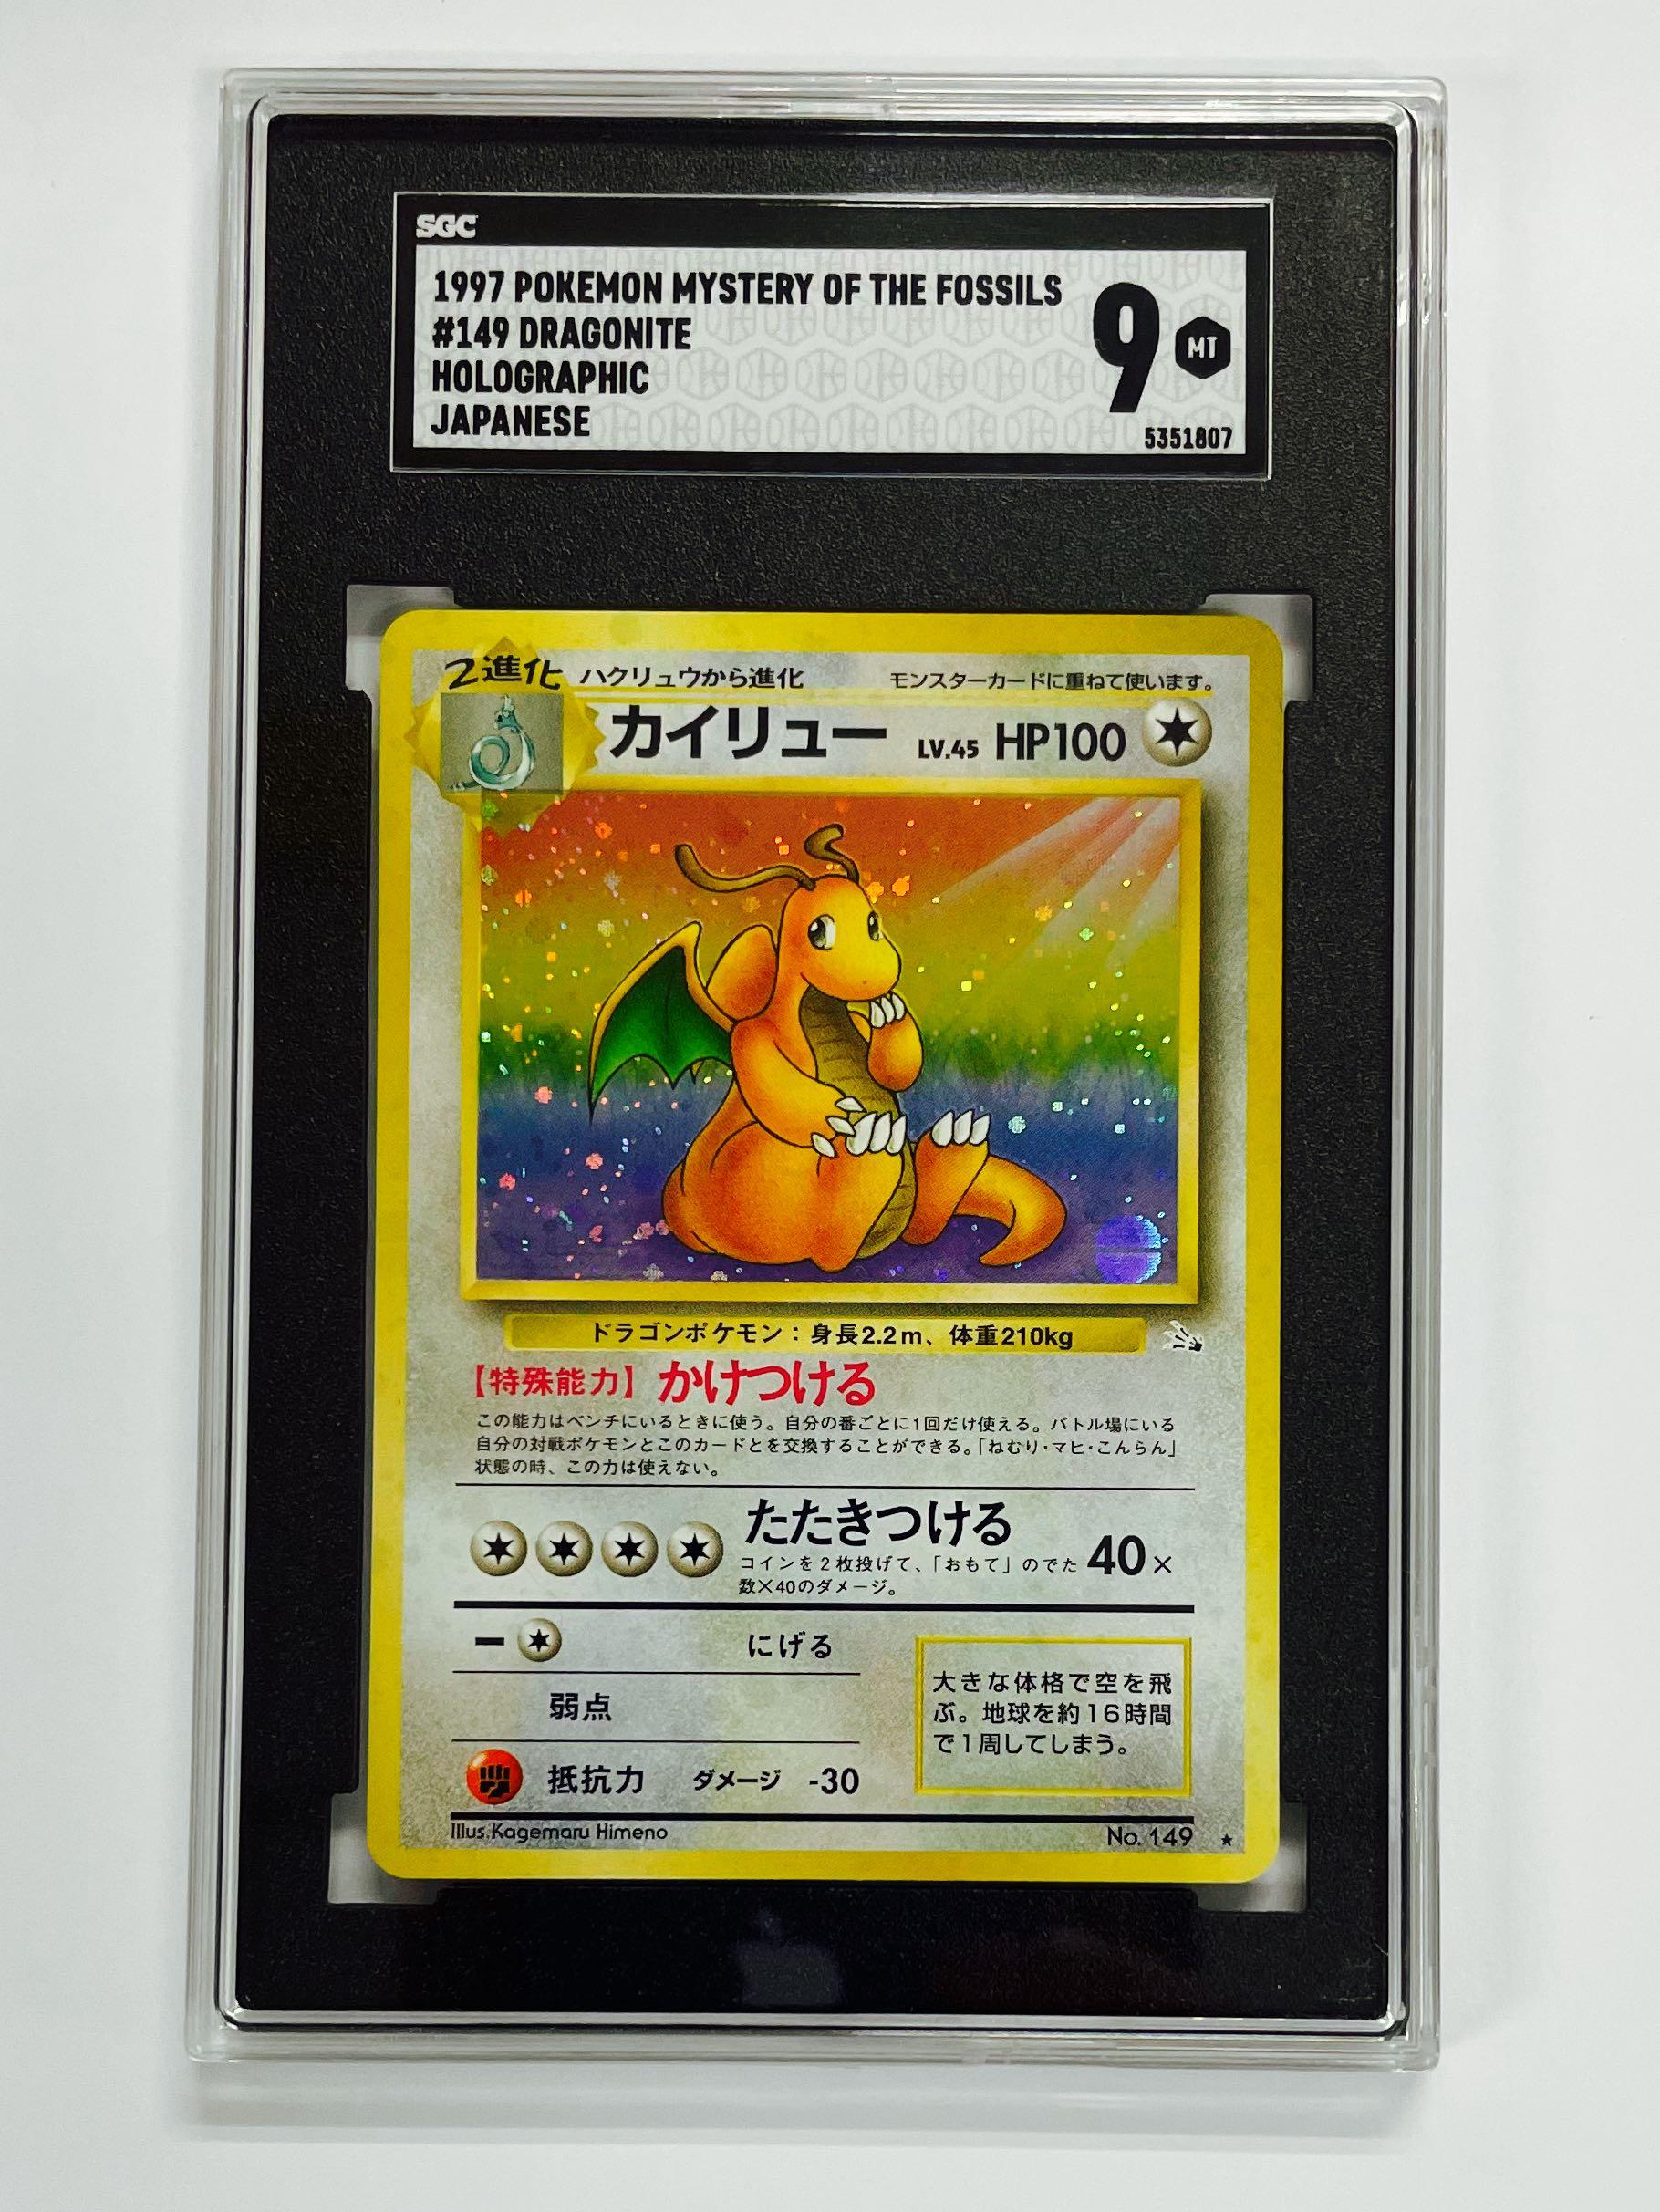 SGC
1997 POKEMON MYSTERY OF THE FOSSILS
#149 DRAGONITE
HOLOGRAPHIC
JAPANESE
9
MT
5351807
2進化 ハクリュウから進化 モンスターカードに重ねて使います。
カイリュー LV.45 HP100
ドラゴンポケモン：身長2.2m、体重210kg
【特殊能力】かけつける
この能力はベンチにいるときに使う。自分の番ごとに1回だけ使える。バトル場にいる
自分の対戦ポケモンとこのカードとを交換することができる。「ねむり・マヒ・こんらん」
状態の時、この力は使えない。
たたきつける
コインを2枚投げて、「おもて」のでた
数×40のダメージ。
40×
− にげる
弱点
抵抗力 ダメージ -30
大きな体格で空を飛
ぶ。地球を約16時間
で1周してしまう。
Illus.Kagemaru Himeno
No. 149 ★